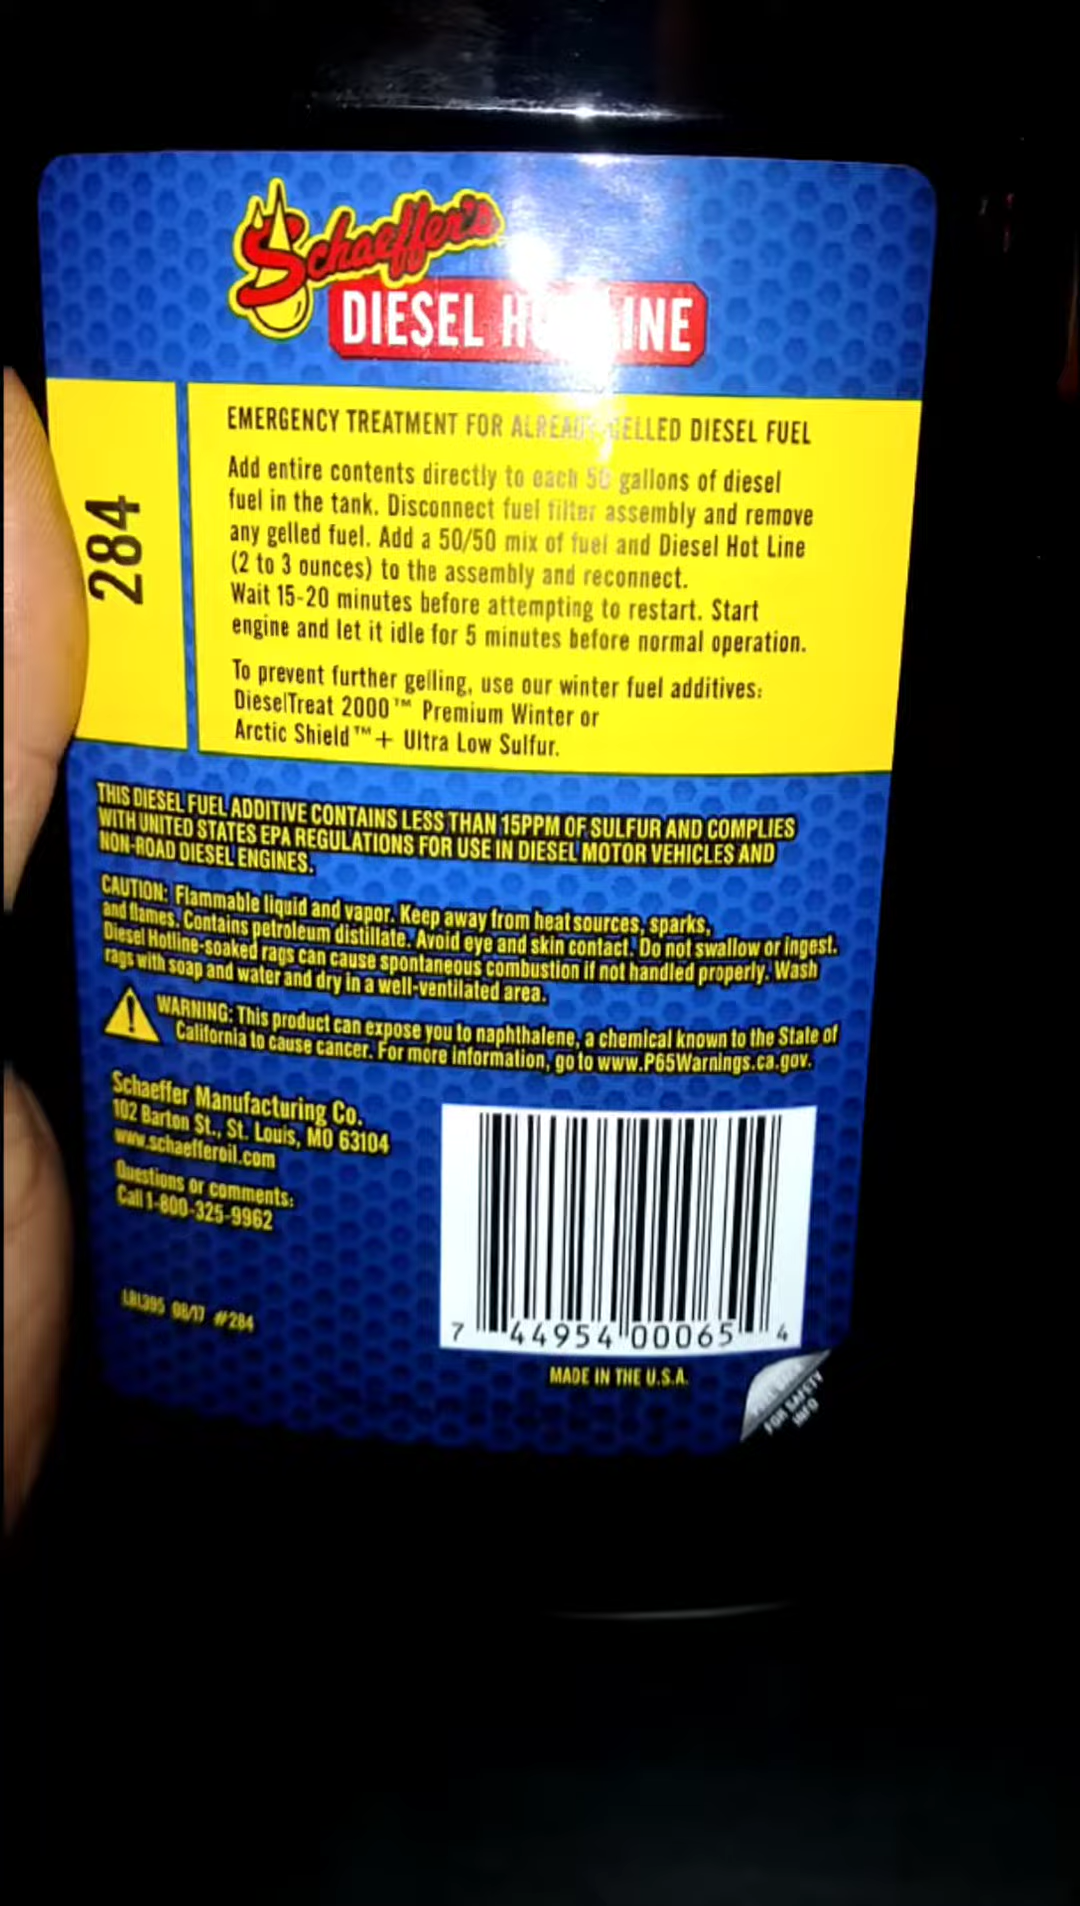 Schaeffer's
DIESEL H INE
284
EMERGENCY TREATMENT FOR ALREADY GELLED DIESEL FUEL
Add entire contents directly to each 50 gallons of diesel
fuel in the tank. Disconnect fuel filter assembly and remove
any gelled fuel. Add a 50/50 mix of fuel and Diesel Hot Line
(2 to 3 ounces) to the assembly and reconnect.
Wait 15-20 minutes before attempting to restart. Start
engine and let it idle for 5 minutes before normal operation.
To prevent further gelling, use our winter fuel additives:
DieselTreat 2000™ Premium Winter or
Arctic Shield™+ Ultra Low Sulfur.
THIS DIESEL FUEL ADDITIVE CONTAINS LESS THAN 15PPM OF SULFUR AND COMPLIES
WITH UNITED STATES EPA REGULATIONS FOR USE IN DIESEL MOTOR VEHICLES AND
NON-ROAD DIESEL ENGINES.
CAUTION: Flammable liquid and vapor. Keep away from heat sources, sparks,
and flames. Contains petroleum distillate. Avoid eye and skin contact. Do not swallow or ingest.
Diesel Hotline-soaked rags can cause spontaneous combustion if not handled properly. Wash
rags with soap and water and dry in a well-ventilated area.
WARNING: This product can expose you to naphthalene, a chemical known to the State of
California to cause cancer. For more information, go to www.P65Warnings.ca.gov.
Schaeffer Manufacturing Co.
102 Barton St., St. Louis, MO 63104
www.schaefferoil.com
Questions or comments:
Call 1-800-325-9962
LBL395 08/17 #284
7 44954 00065 4
MADE IN THE U.S.A.
FOR SAFETY
INFO